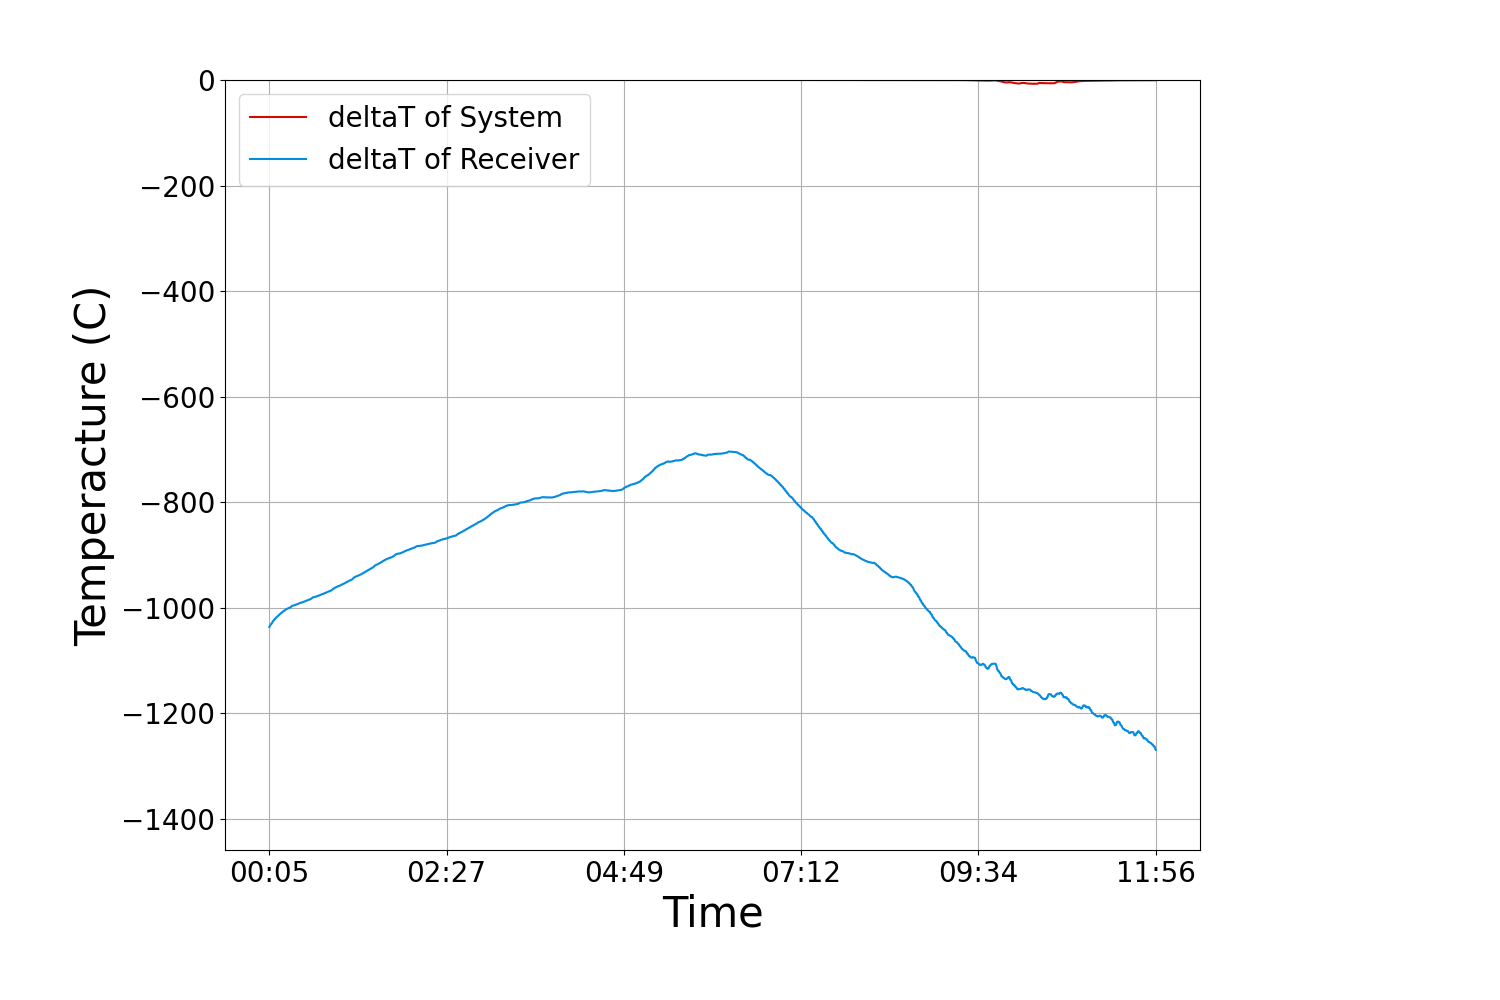 0
−200
−400
−600
−800
−1000
−1200
−1400
Temperacture (C)
deltaT of System
deltaT of Receiver
00:05 02:27 04:49 07:12 09:34 11:56
Time